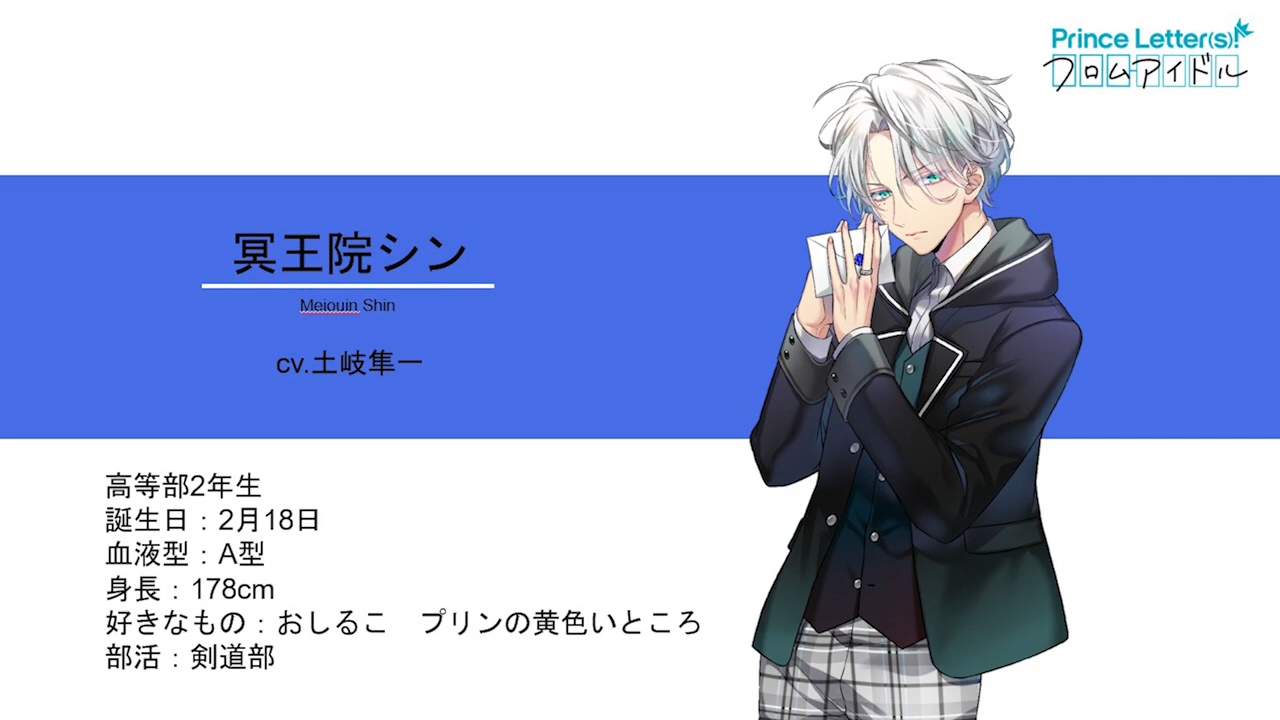 Prince Letter(s)!
フロムアイドル
冥王院シン
Meiouin Shin
cv.土岐隼一
高等部2年生
誕生日：2月18日
血液型：A型
身長：178cm
好きなもの：おしるこ　プリンの黄色いところ
部活：剣道部